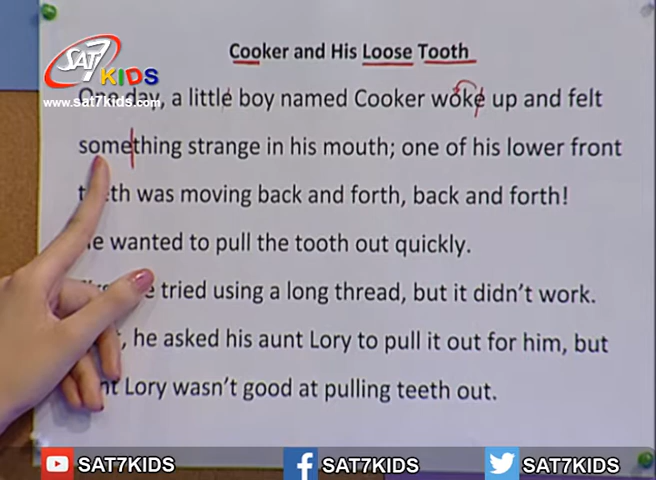 Cooker and His Loose Tooth
SAT7
KIDS
www.sat7kids.com
One day, a little boy named Cooker woke up and felt
something strange in his mouth; one of his lower front
teeth was moving back and forth, back and forth!
He wanted to pull the tooth out quickly.
tried using a long thread, but it didn't work.
he asked his aunt Lory to pull it out for him, but
Lory wasn't good at pulling teeth out.
SAT7KIDS
SAT7KIDS
SAT7KIDS